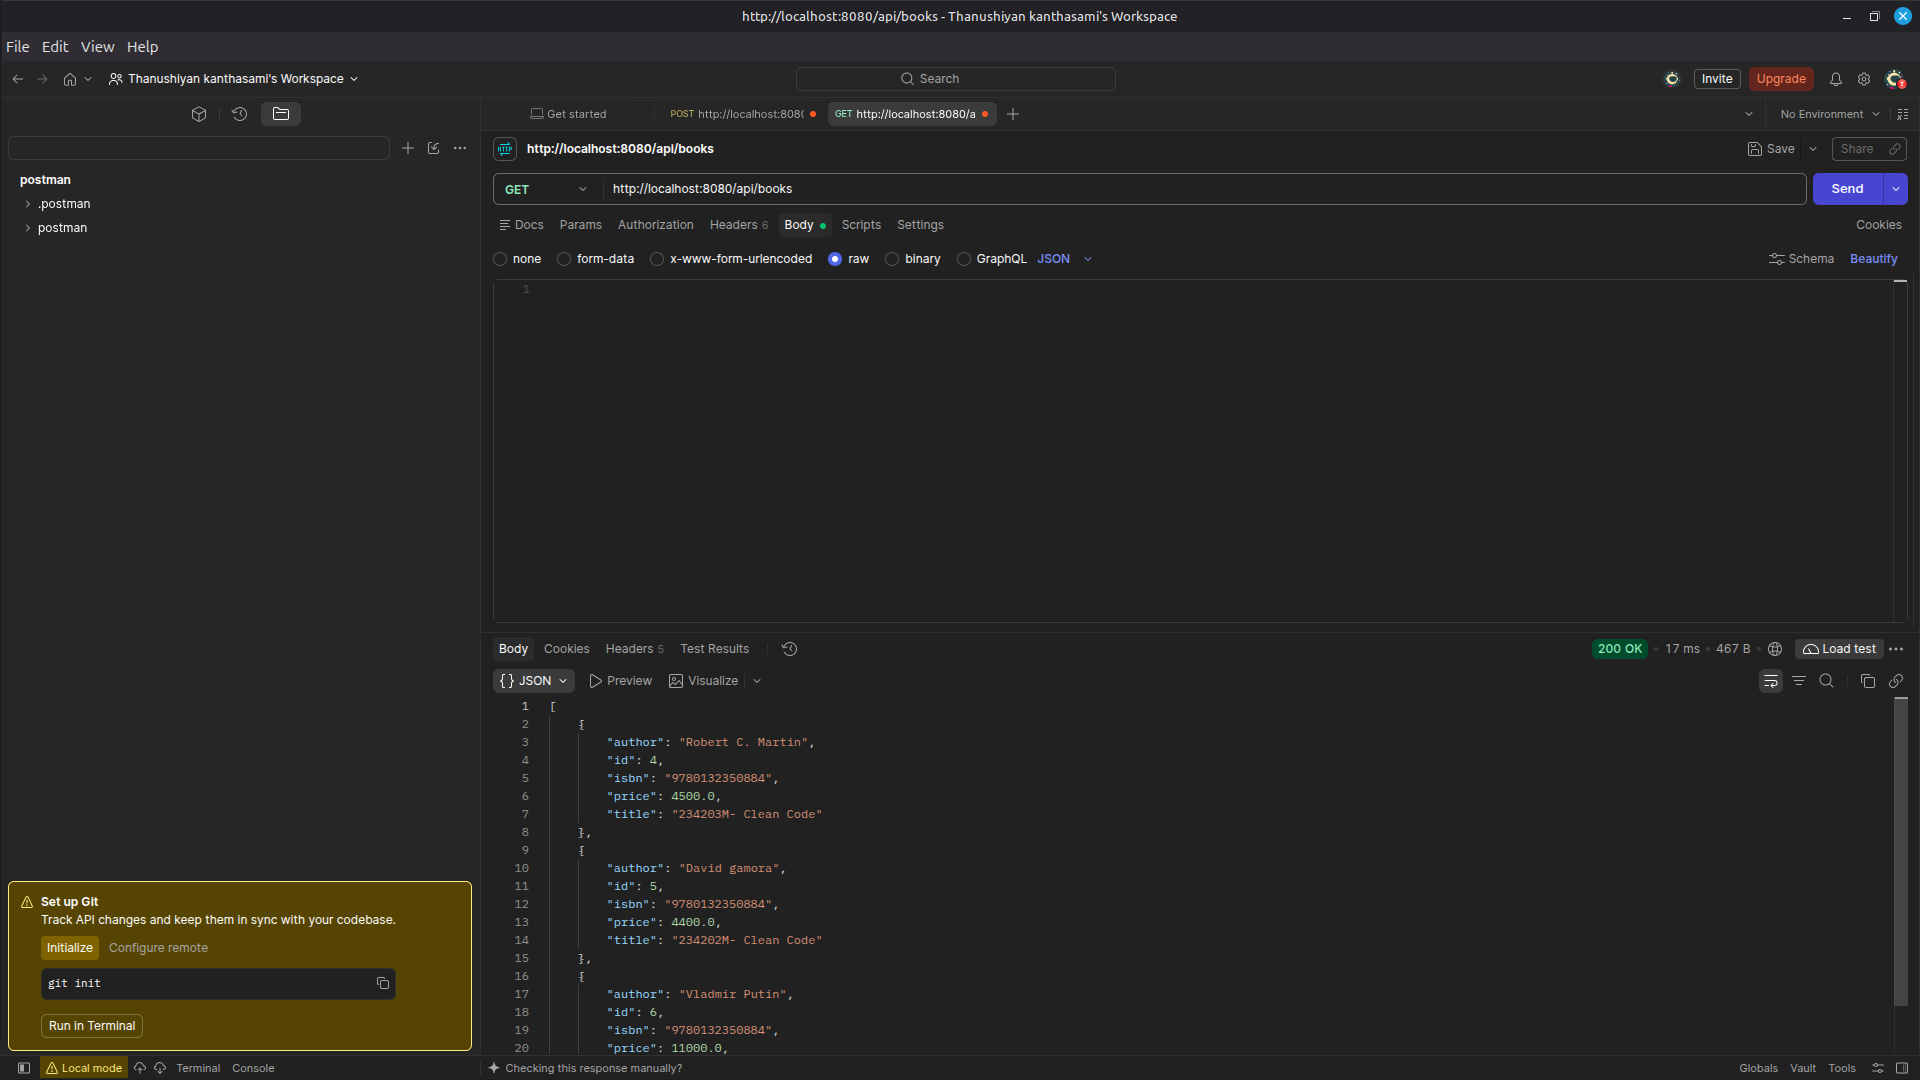 http://localhost:8080/api/books - Thanushiyan kanthasami's Workspace
File Edit View Help
Thanushiyan kanthasami's Workspace
Search
Invite
Upgrade
Get started
POST http://localhost:808
GET http://localhost:8080/a
No Environment
http://localhost:8080/api/books
Save
Share
postman
.postman
postman
GET
http://localhost:8080/api/books
Send
Docs Params Authorization Headers 6 Body Scripts Settings
Cookies
none form-data x-www-form-urlencoded raw binary GraphQL JSON
Schema Beautify
1
Body Cookies Headers 5 Test Results
200 OK • 17 ms • 467 B
Load test
{} JSON Preview Visualize
1 [
2 {
3 "author": "Robert C. Martin",
4 "id": 4,
5 "isbn": "9780132350884",
6 "price": 4500.0,
7 "title": "234203M- Clean Code"
8 },
9 {
10 "author": "David gamora",
11 "id": 5,
12 "isbn": "9780132350884",
13 "price": 4400.0,
14 "title": "234202M- Clean Code"
15 },
16 {
17 "author": "Vladmir Putin",
18 "id": 6,
19 "isbn": "9780132350884",
20 "price": 11000.0,
Set up Git
Track API changes and keep them in sync with your codebase.
Initialize Configure remote
git init
Run in Terminal
Local mode
Terminal Console
Checking this response manually?
Globals Vault Tools